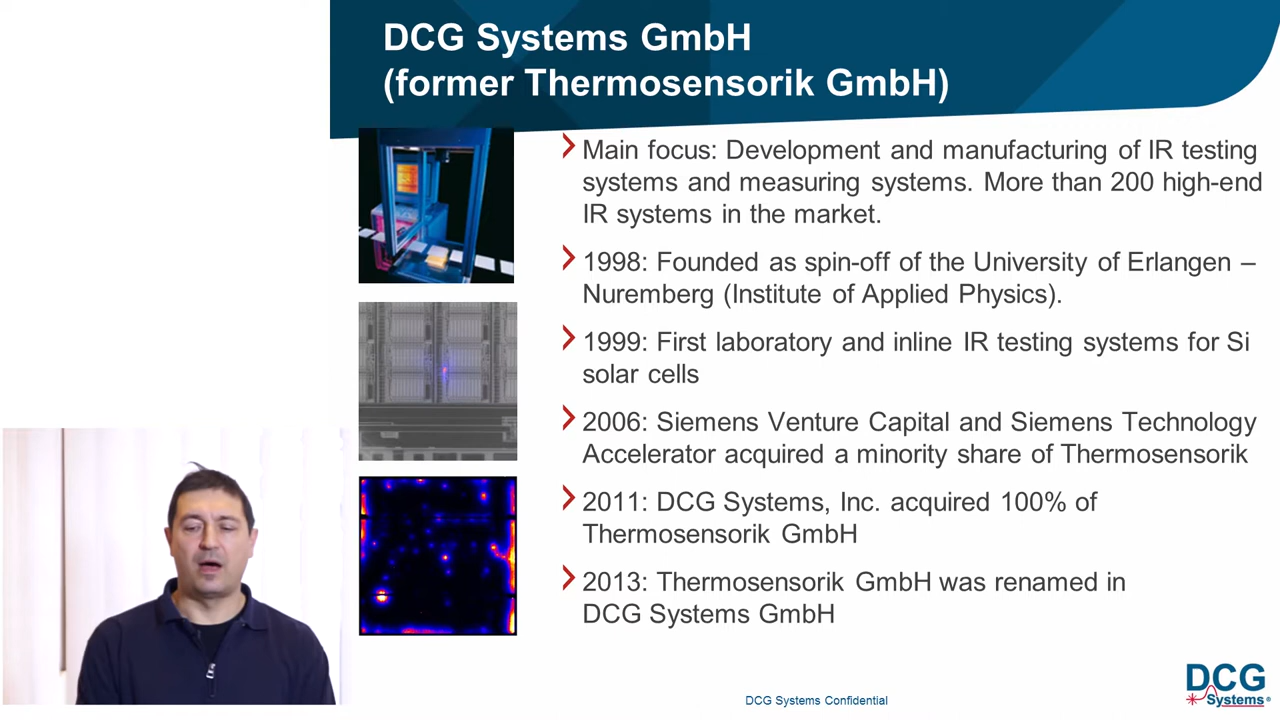 DCG Systems GmbH
(former Thermosensorik GmbH)
Main focus: Development and manufacturing of IR testing
systems and measuring systems. More than 200 high-end
IR systems in the market.
1998: Founded as spin-off of the University of Erlangen –
Nuremberg (Institute of Applied Physics).
1999: First laboratory and inline IR testing systems for Si
solar cells
2006: Siemens Venture Capital and Siemens Technology
Accelerator acquired a minority share of Thermosensorik
2011: DCG Systems, Inc. acquired 100% of
Thermosensorik GmbH
2013: Thermosensorik GmbH was renamed in
DCG Systems GmbH
DCG Systems Confidential
DCG
Systems®